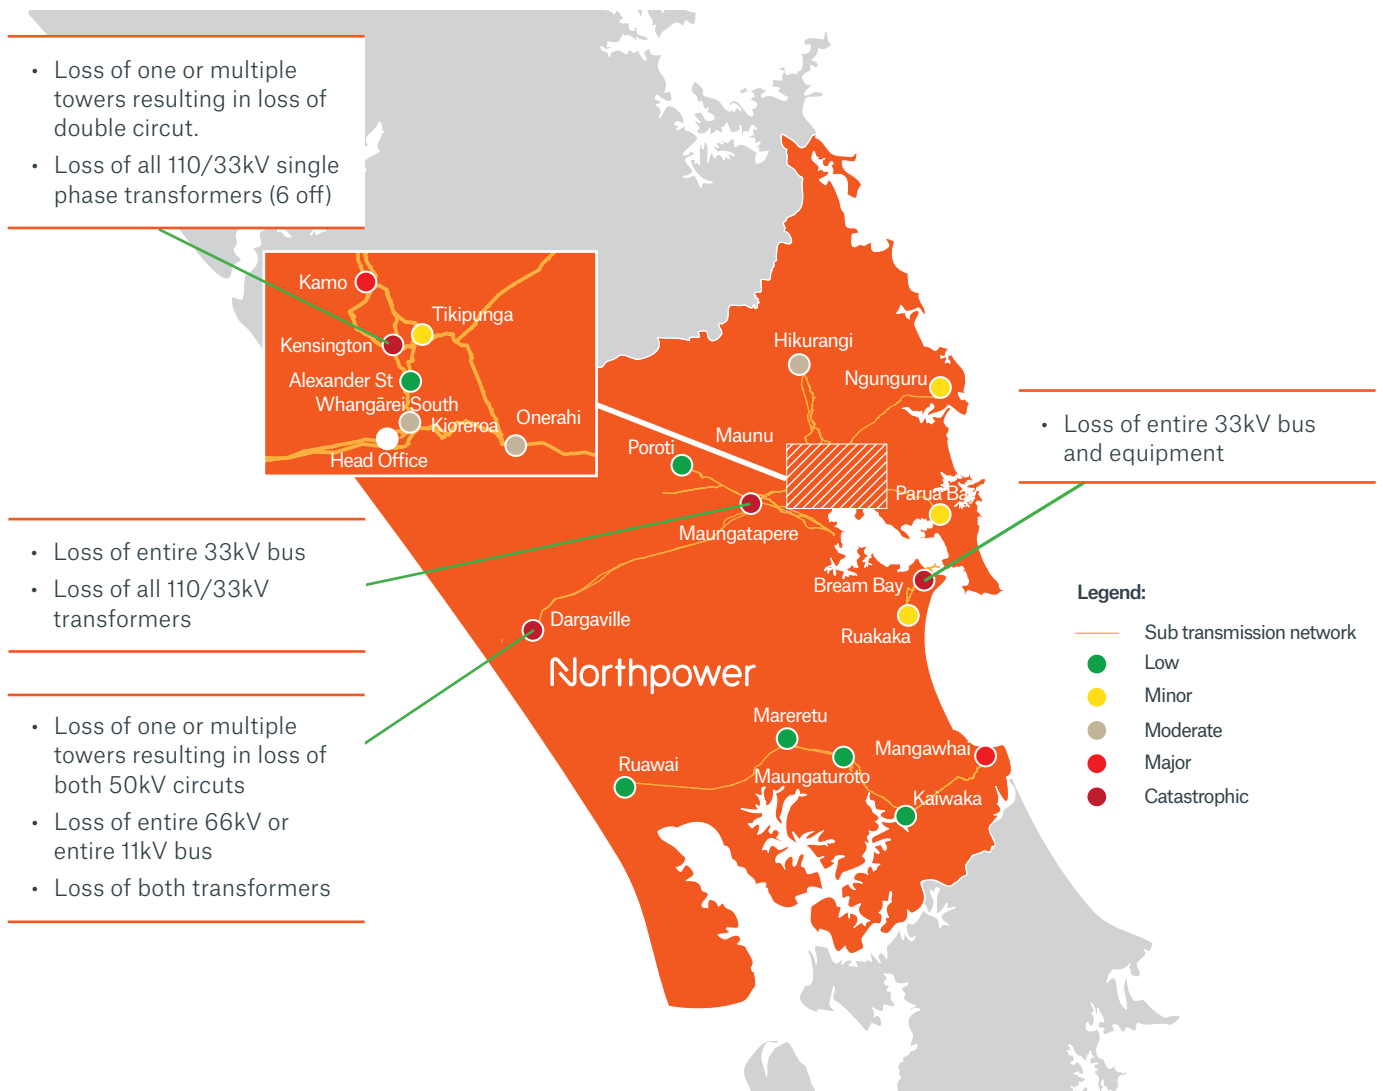 • Loss of one or multiple
towers resulting in loss of
double circut.
• Loss of all 110/33kV single
phase transformers (6 off)
Kamo
Tikipunga
Kensington
Alexander St
Whangārei South
Kioreroa
Onerahi
Head Office
Hikurangi
Ngunguru
Maunu
Poroti
Parua Bay
Maungatapere
Bream Bay
Ruakaka
Dargaville
Northpower
Mareretu
Mangawhai
Ruawai
Maungaturoto
Kaiwaka
• Loss of entire 33kV bus
and equipment
• Loss of entire 33kV bus
• Loss of all 110/33kV
transformers
• Loss of one or multiple
towers resulting in loss of
both 50kV circuts
• Loss of entire 66kV or
entire 11kV bus
• Loss of both transformers
Legend:
Sub transmission network
Low
Minor
Moderate
Major
Catastrophic